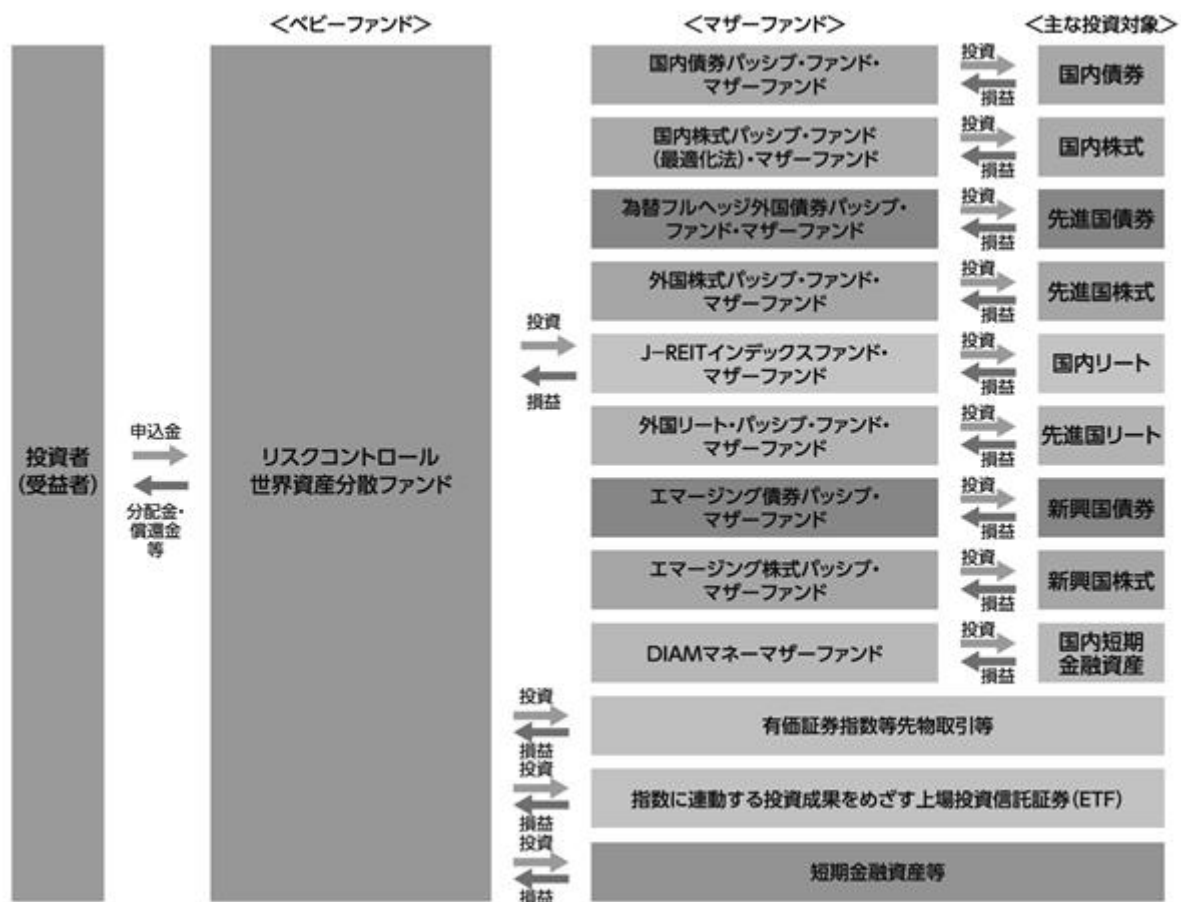 ＜ベビーファンド＞
＜マザーファンド＞
＜主な投資対象＞
投資者
(受益者)
申込金
分配金・
償還金
等
リスクコントロール
世界資産分散ファンド
投資
損益
国内債券パッシブ・ファンド・
マザーファンド
投資
損益
国内債券
国内株式パッシブ・ファンド
(最適化法)・マザーファンド
投資
損益
国内株式
為替フルヘッジ外国債券パッシブ・
ファンド・マザーファンド
投資
損益
先進国債券
外国株式パッシブ・ファンド・
マザーファンド
投資
損益
先進国株式
J−REITインデックスファンド・
マザーファンド
投資
損益
国内リート
外国リート・パッシブ・ファンド・
マザーファンド
投資
損益
先進国リート
エマージング債券パッシブ・
マザーファンド
投資
損益
新興国債券
エマージング株式パッシブ・
マザーファンド
投資
損益
新興国株式
DIAMマネーマザーファンド
投資
損益
国内短期
金融資産
投資
損益
有価証券指数等先物取引等
投資
損益
指数に連動する投資成果をめざす上場投資信託証券(ETF)
投資
損益
短期金融資産等